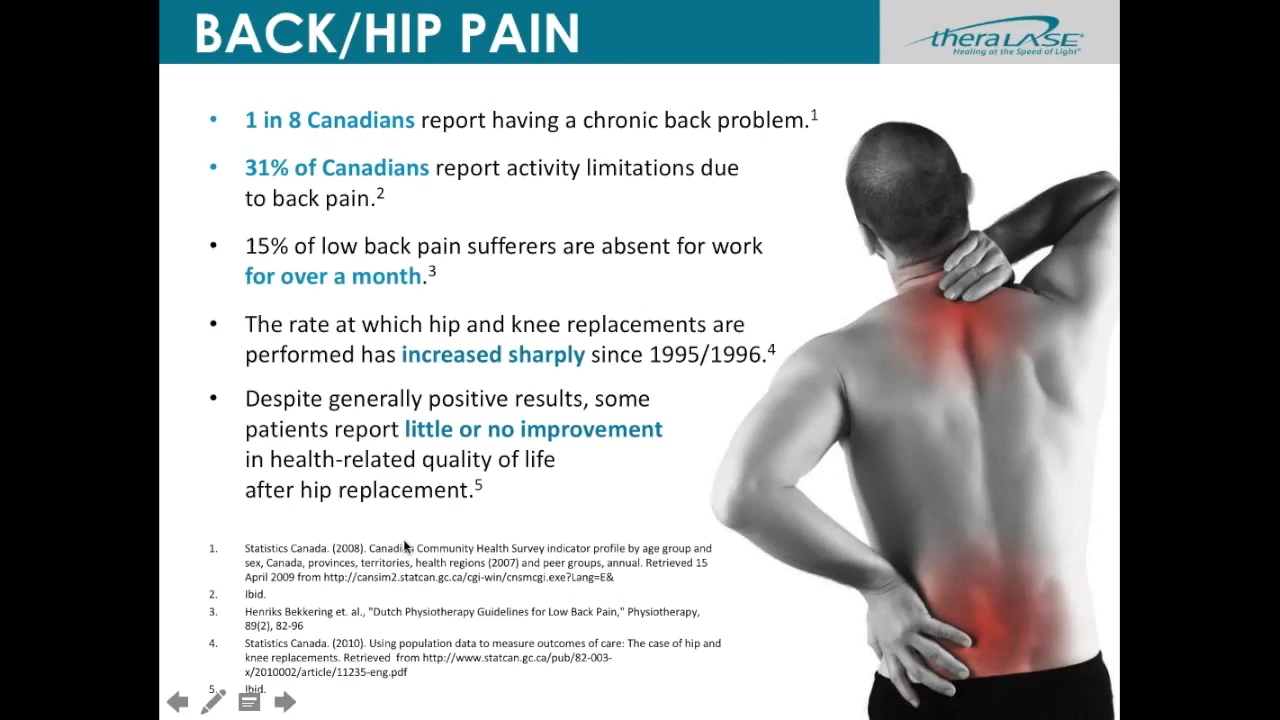 BACK/HIP PAIN
theraLASE®
Healing at the Speed of Light®
• 1 in 8 Canadians report having a chronic back problem.1
• 31% of Canadians report activity limitations due
to back pain.2
• 15% of low back pain sufferers are absent for work
for over a month.3
• The rate at which hip and knee replacements are
performed has increased sharply since 1995/1996.4
• Despite generally positive results, some
patients report little or no improvement
in health-related quality of life
after hip replacement.5
1. Statistics Canada. (2008). Canadian Community Health Survey indicator profile by age group and
sex, Canada, provinces, territories, health regions (2007) and peer groups, annual. Retrieved 15
April 2009 from http://cansim2.statcan.gc.ca/cgi-win/cnsmcgi.exe?Lang=E&
2. Ibid.
3. Henriks Bekkering et. al., "Dutch Physiotherapy Guidelines for Low Back Pain," Physiotherapy,
89(2), 82-96
4. Statistics Canada. (2010). Using population data to measure outcomes of care: The case of hip and
knee replacements. Retrieved from http://www.statcan.gc.ca/pub/82-003-
x/2010002/article/11235-eng.pdf
5. Ibid.